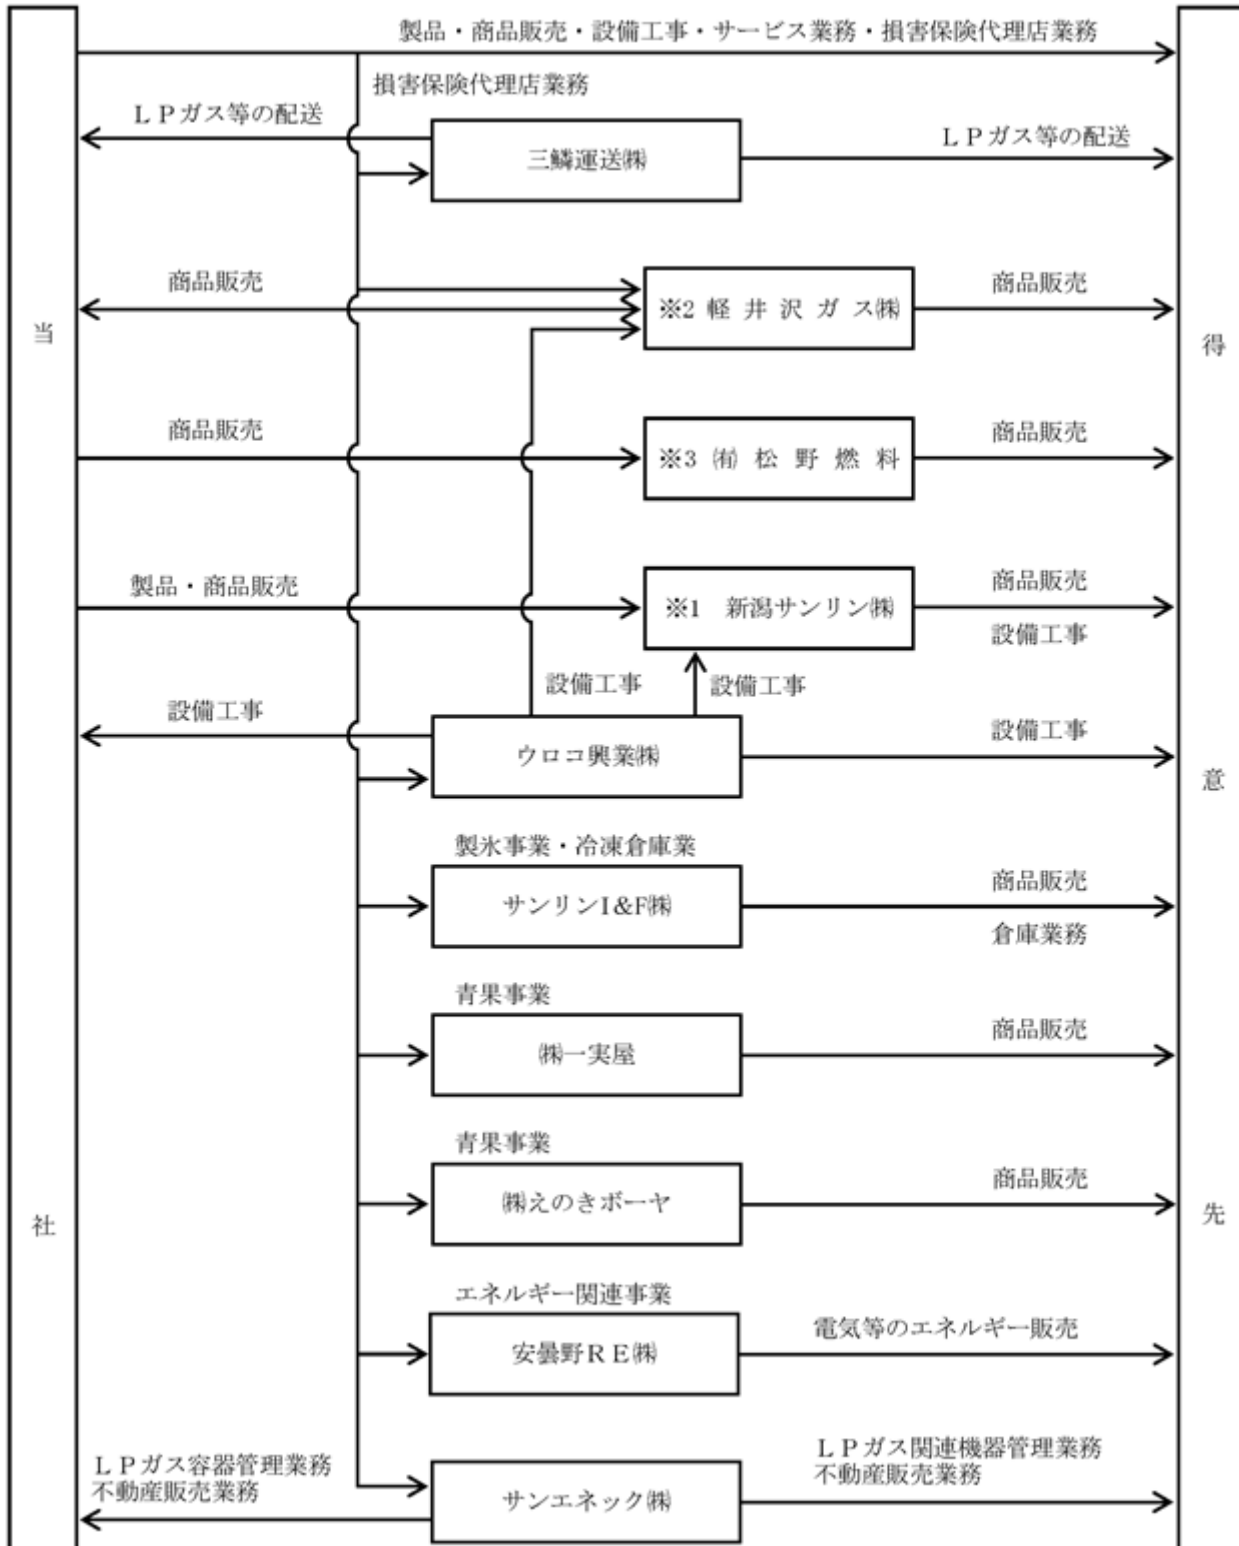 製品・商品販売・設備工事・サービス業務・損害保険代理店業務
損害保険代理店業務
ＬＰガス等の配送
三鱗運送㈱
ＬＰガス等の配送
商品販売
※2 軽 井 沢 ガ ス㈱
商品販売
当
得
商品販売
※3 ㈲ 松 野 燃 料
商品販売
製品・商品販売
※1　新潟サンリン㈱
商品販売
設備工事
設備工事
設備工事
設備工事
ウロコ興業㈱
設備工事
意
製氷事業・冷凍倉庫業
サンリンI＆F㈱
商品販売
倉庫業務
青果事業
㈱一実屋
商品販売
青果事業
㈱えのきボーヤ
商品販売
社
先
エネルギー関連事業
安曇野ＲＥ㈱
電気等のエネルギー販売
ＬＰガス容器管理業務
不動産販売業務
サンエネック㈱
ＬＰガス関連機器管理業務
不動産販売業務